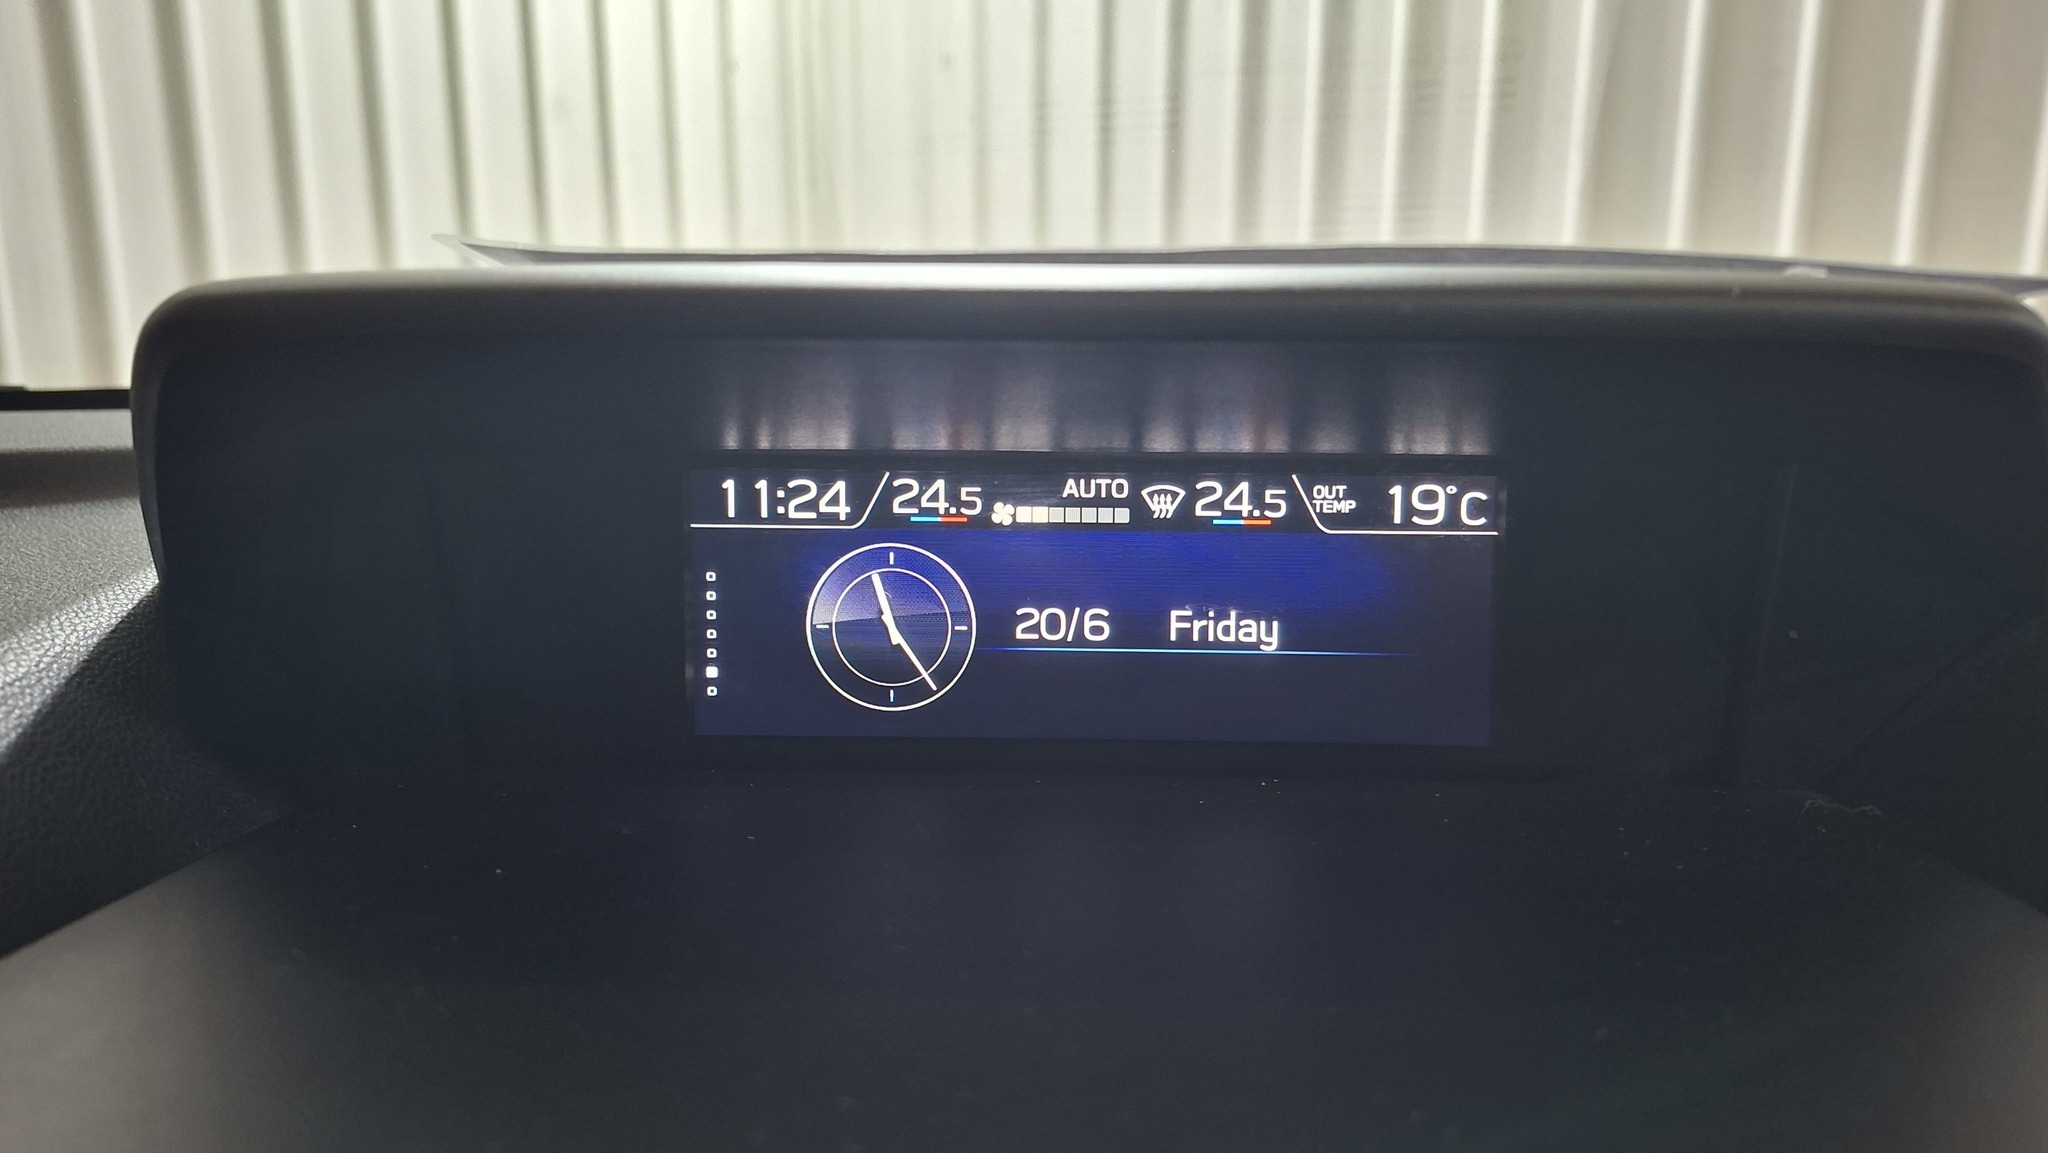 11:24 24.5 AUTO 24.5 OUT TEMP 19°C
20/6 Friday